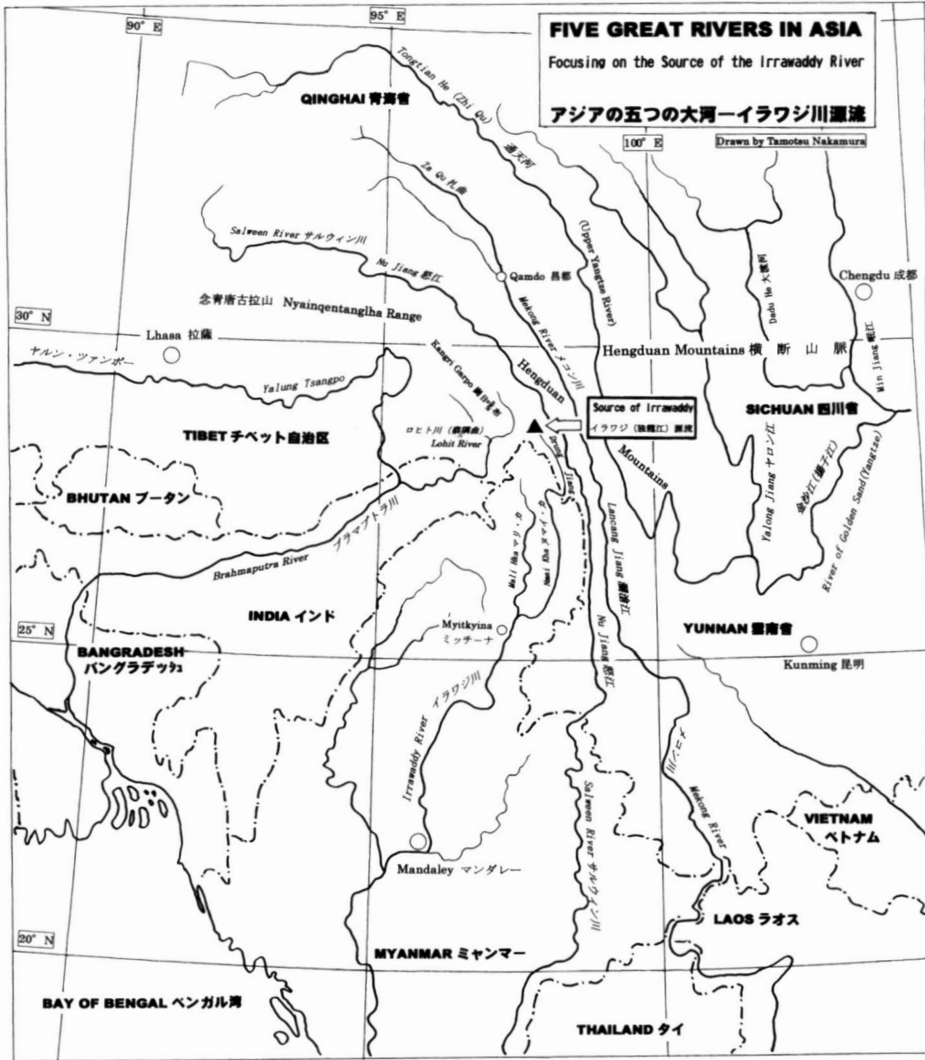 90° E
95° E
FIVE GREAT RIVERS IN ASIA
Focusing on the Source of the Irrawaddy River
アジアの五つの大河ーイラワジ川源流
100° E
Drawn by Tamotsu Nakamura
QINGHAI 青海省
Tongtian He (Zhi Qu)
通天河
Za Qu 扎曲
Salween River サルウィン川
Nu Jiang 怒江
(Upper Yangtze River)
Qamdo 昌都
Dadu He 大渡河
Chengdu 成都
念青唐古拉山 Nyainqentanglha Range
30° N
Lhasa 拉薩
Mekong River メコン川
Hengduan Mountains 横断山脈
Min Jiang 岷江
ヤルン・ツァンポー
Yalung Tsangpo
Kangri Garpo
Hengduan
Mountains
Source of Irrawaddy
イラワジ (独龍江) 源流
SICHUAN 四川省
TIBET チベット自治区
ロヒト川
Lohit River
Drung Jiang
BHUTAN ブータン
Yalong Jiang ヤロン江
金沙江(揚子江)
River of Golden Sand(Yangtze)
ブラマプトラ川
Brahmaputra River
Mali Hka マリ・カ
Lancang Jiang
INDIA インド
Myitkyina
ミッチーナ
Nu Jiang 怒江
YUNNAN 雲南省
25° N
BANGRADESH
バングラデッシュ
Kunming 昆明
Irrawaddy River
イラワジ川
メコン川
Mekong River
Salween River サルウィン川
VIETNAM
ベトナム
Mandaley マンダレー
LAOS ラオス
20° N
MYANMAR ミャンマー
BAY OF BENGAL ベンガル湾
THAILAND タイ